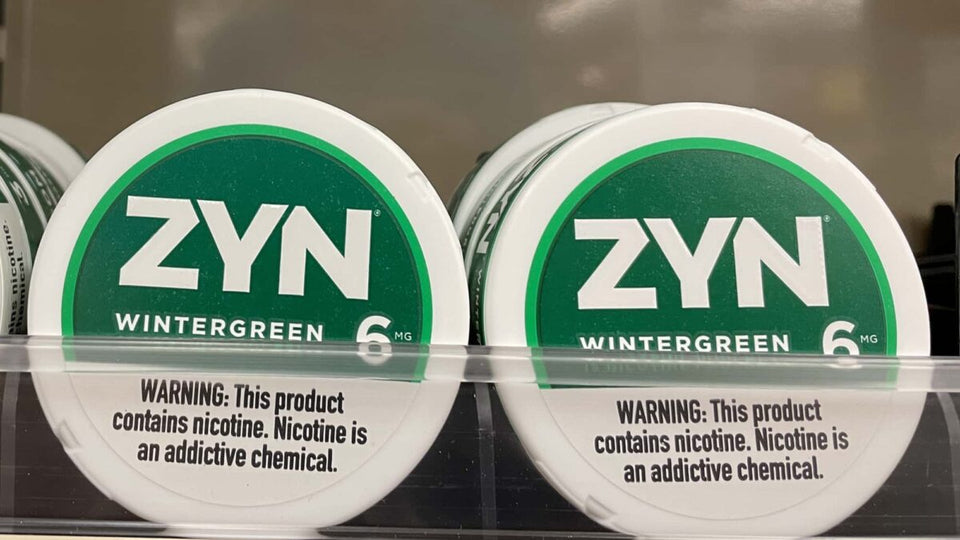 ZYN®
WINTERGREEN 6 MG
WARNING: This product
contains nicotine. Nicotine is
an addictive chemical.
ZYN®
WINTERGREEN 6 MG
WARNING: This product
contains nicotine. Nicotine is
an addictive chemical.